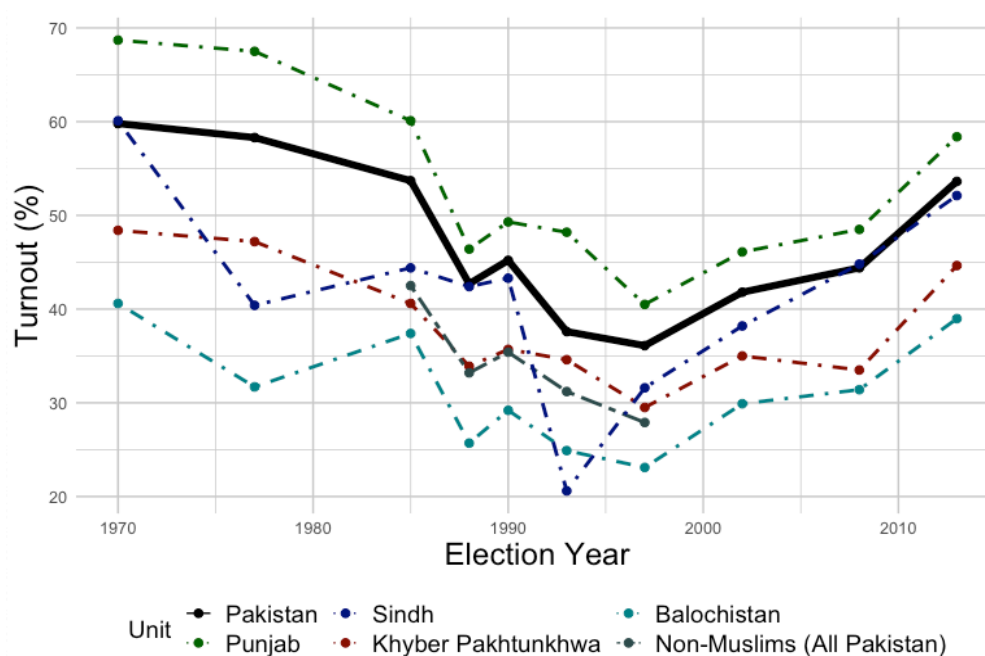 70
60
50
40
30
20
Turnout (%)
1970 1980 1990 2000 2010
Election Year
Unit
Pakistan Sindh Balochistan
Punjab Khyber Pakhtunkhwa Non-Muslims (All Pakistan)